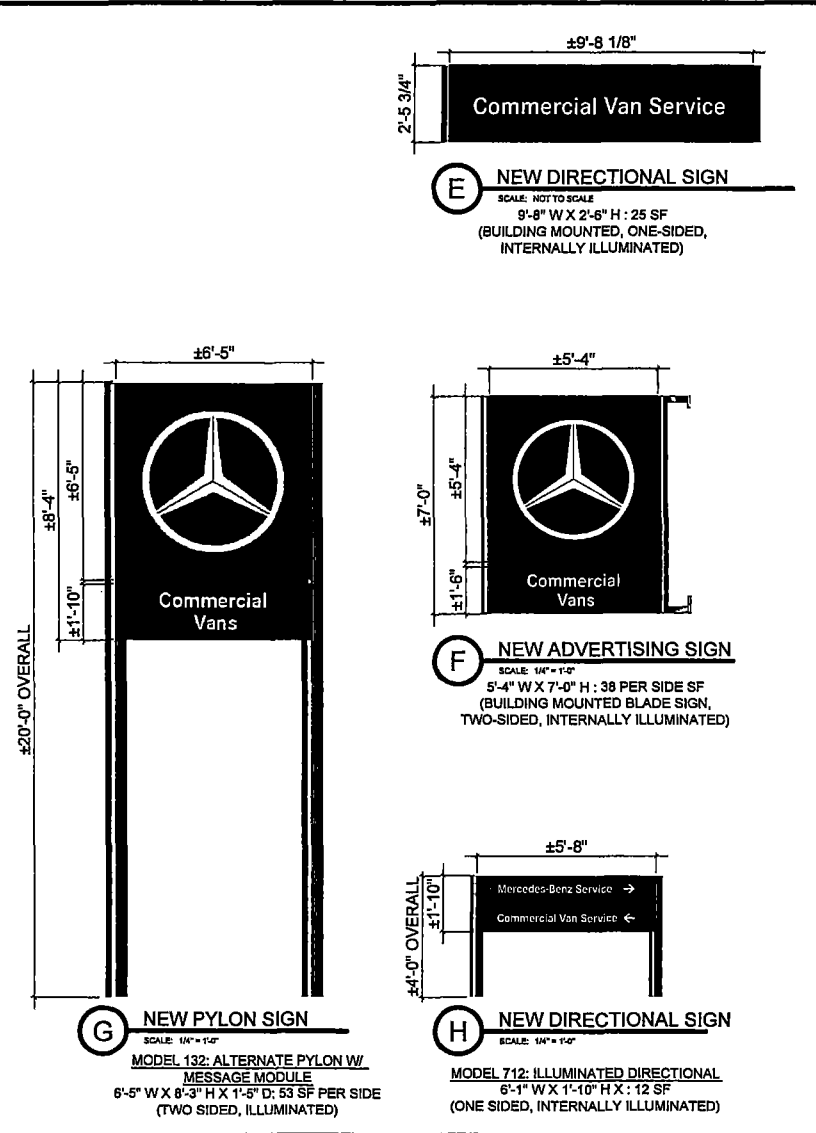 ±9'-8 1/8"
2'-5 3/4"
Commercial Van Service
E
NEW DIRECTIONAL SIGN
SCALE: NOT TO SCALE
9'-8" W X 2'-6" H : 25 SF
(BUILDING MOUNTED, ONE-SIDED,
INTERNALLY ILLUMINATED)
±6'-5"
±20'-0" OVERALL
±8'-4"
±6'-5"
±1'-10"
Commercial
Vans
G
NEW PYLON SIGN
SCALE: 1/4" = 1'-0"
MODEL 132: ALTERNATE PYLON W/
MESSAGE MODULE
6'-5" W X 8'-3" H X 1'-5" D: 53 SF PER SIDE
(TWO SIDED, ILLUMINATED)
±5'-4"
±7'-0"
±5'-4"
±1'-6"
Commercial
Vans
F
NEW ADVERTISING SIGN
SCALE: 1/4" = 1'-0"
5'-4" W X 7'-0" H : 38 PER SIDE SF
(BUILDING MOUNTED BLADE SIGN,
TWO-SIDED, INTERNALLY ILLUMINATED)
±5'-8"
±4'-0" OVERALL
±1'-10"
Mercedes-Benz Service →
Commercial Van Service ←
H
NEW DIRECTIONAL SIGN
SCALE: 1/4" = 1'-0"
MODEL 712: ILLUMINATED DIRECTIONAL
6'-1" W X 1'-10" H X : 12 SF
(ONE SIDED, INTERNALLY ILLUMINATED)